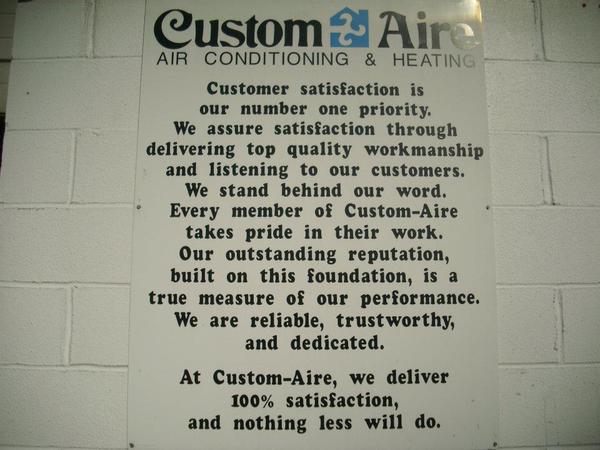 Custom Aire
AIR CONDITIONING & HEATING
Customer satisfaction is
our number one priority.
We assure satisfaction through
delivering top quality workmanship
and listening to our customers.
We stand behind our word.
Every member of Custom-Aire
takes pride in their work.
Our outstanding reputation,
built on this foundation, is a
true measure of our performance.
We are reliable, trustworthy,
and dedicated.
At Custom-Aire, we deliver
100% satisfaction,
and nothing less will do.